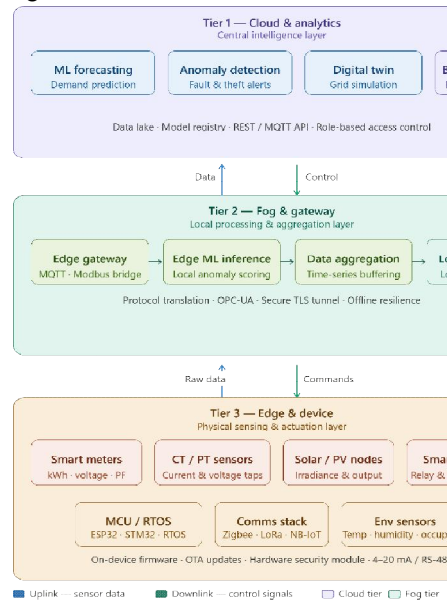 Tier 1 — Cloud & analytics
Central intelligence layer
ML forecasting
Demand prediction
Anomaly detection
Fault & theft alerts
Digital twin
Grid simulation
Data lake · Model registry · REST / MQTT API · Role-based access control
Data
Control
Tier 2 — Fog & gateway
Local processing & aggregation layer
Edge gateway
MQTT · Modbus bridge
Edge ML inference
Local anomaly scoring
Data aggregation
Time-series buffering
Protocol translation · OPC-UA · Secure TLS tunnel · Offline resilience
Raw data
Commands
Tier 3 — Edge & device
Physical sensing & actuation layer
Smart meters
kWh · voltage · PF
CT / PT sensors
Current & voltage taps
Solar / PV nodes
Irradiance & output
Relay &
MCU / RTOS
ESP32 · STM32 · RTOS
Comms stack
Zigbee · LoRa · NB-IoT
Env sensors
Temp · humidity ·
On-device firmware · OTA updates · Hardware security module · 4–20 mA /
Uplink — sensor data
Downlink — control signals
Cloud tier
Fog tier